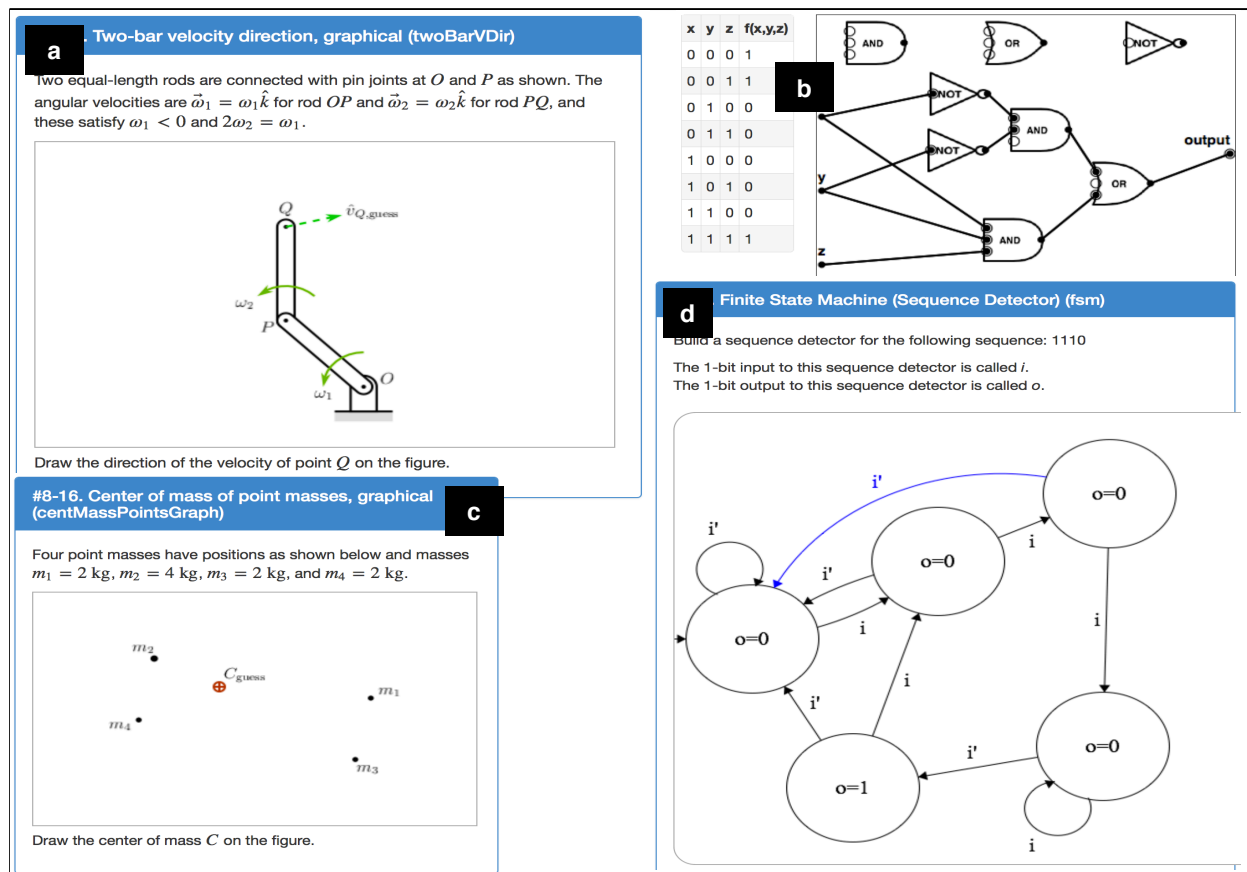 a
. Two-bar velocity direction, graphical (twoBarVDir)
Two equal-length rods are connected with pin joints at O and P as shown. The
angular velocities are ω⃗₁ = ω₁k̂ for rod OP and ω⃗₂ = ω₂k̂ for rod PQ, and
these satisfy ω₁ < 0 and 2ω₂ = ω₁.
Q
v̂Q,guess
ω₂
P
O
ω₁
Draw the direction of the velocity of point Q on the figure.
x y z f(x,y,z)
0 0 0 1
0 0 1 1
0 1 0 0
0 1 1 0
1 0 0 0
1 0 1 0
1 1 0 0
1 1 1 1
b
AND
OR
NOT
NOT
AND
output
NOT
y
OR
AND
z
#8-16. Center of mass of point masses, graphical
(centMassPointsGraph)
c
Four point masses have positions as shown below and masses
m₁ = 2 kg, m₂ = 4 kg, m₃ = 2 kg, and m₄ = 2 kg.
m₂
Cguess
m₁
m₄
m₃
Draw the center of mass C on the figure.
d
Finite State Machine (Sequence Detector) (fsm)
Build a sequence detector for the following sequence: 1110
The 1-bit input to this sequence detector is called i.
The 1-bit output to this sequence detector is called o.
i'
o=0
i'
i
o=0
i'
o=0
i
i
i
o=0
i'
i'
o=1
o=0
i